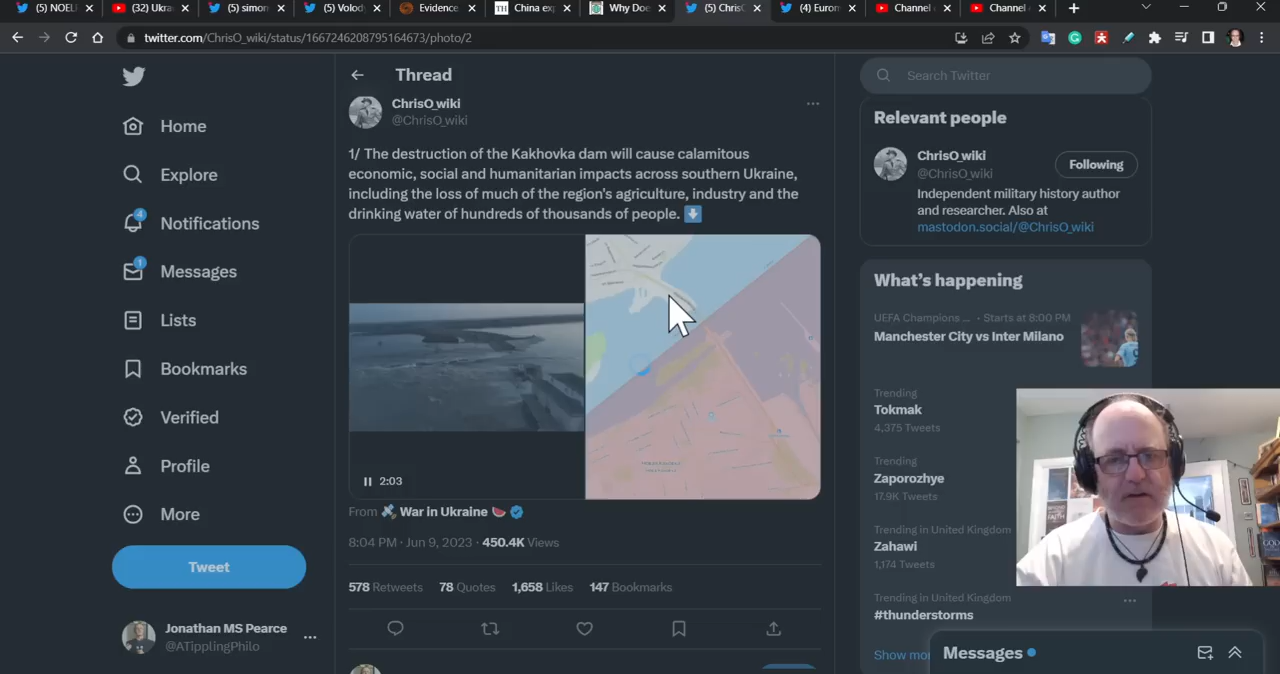 (5) NOEL
(32) Ukra
(5) simon
(5) Volod
Evidence
TH
China ex
Why Doe
(5) Chris
(4) Eurom
Channel
Channel
twitter.com/ChrisO_wiki/status/1667246208795164673/photo/2
Thread
Search Twitter
ChrisO_wiki
@ChrisO_wiki
1/ The destruction of the Kakhovka dam will cause calamitous
economic, social and humanitarian impacts across southern Ukraine,
including the loss of much of the region's agriculture, industry and the
drinking water of hundreds of thousands of people.
2:03
From War in Ukraine
8:04 PM · Jun 9, 2023 · 450.4K Views
578 Retweets 78 Quotes 1,658 Likes 147 Bookmarks
Home
Explore
4
Notifications
1
Messages
Lists
Bookmarks
Verified
Profile
More
Tweet
Jonathan MS Pearce
@ATipplingPhilo
Relevant people
ChrisO_wiki
@ChrisO_wiki
Following
Independent military history author
and researcher. Also at
mastodon.social/@ChrisO_wiki
What's happening
UEFA Champions ... · Starts at 8:00 PM
Manchester City vs Inter Milano
Trending
Tokmak
4,375 Tweets
Trending
Zaporozhye
17.9K Tweets
Trending in United Kingdom
Zahawi
1,174 Tweets
Trending in United Kingdom
#thunderstorms
Show mor
Messages